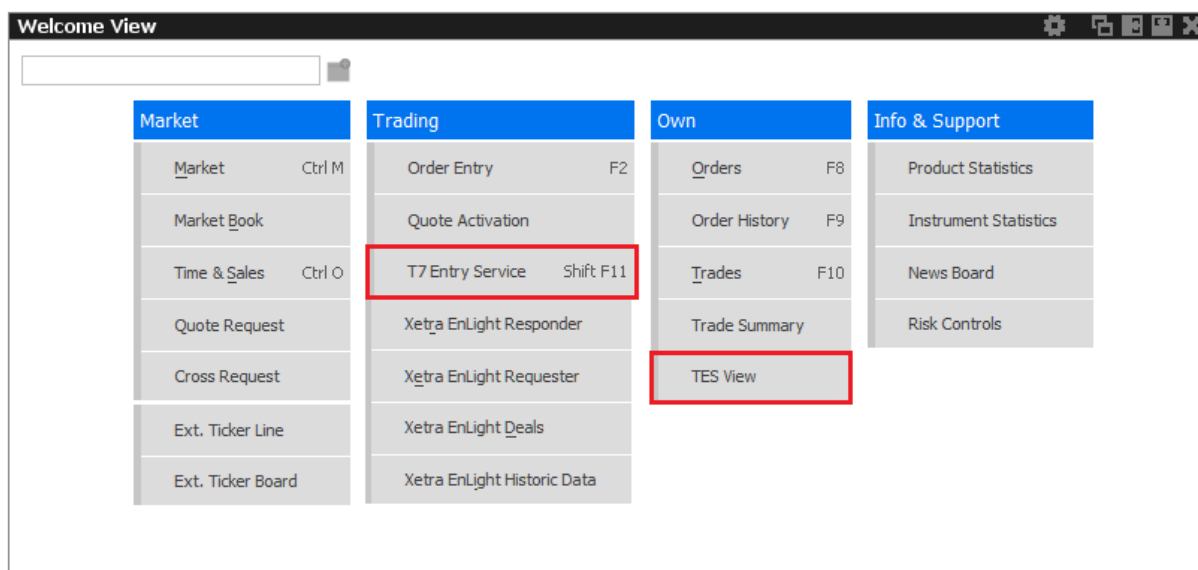 Welcome View
Market
Market Ctrl M
Market Book
Time & Sales Ctrl O
Quote Request
Cross Request
Ext. Ticker Line
Ext. Ticker Board
Trading
Order Entry F2
Quote Activation
T7 Entry Service Shift F11
Xetra EnLight Responder
Xetra EnLight Requester
Xetra EnLight Deals
Xetra EnLight Historic Data
Own
Orders F8
Order History F9
Trades F10
Trade Summary
TES View
Info & Support
Product Statistics
Instrument Statistics
News Board
Risk Controls